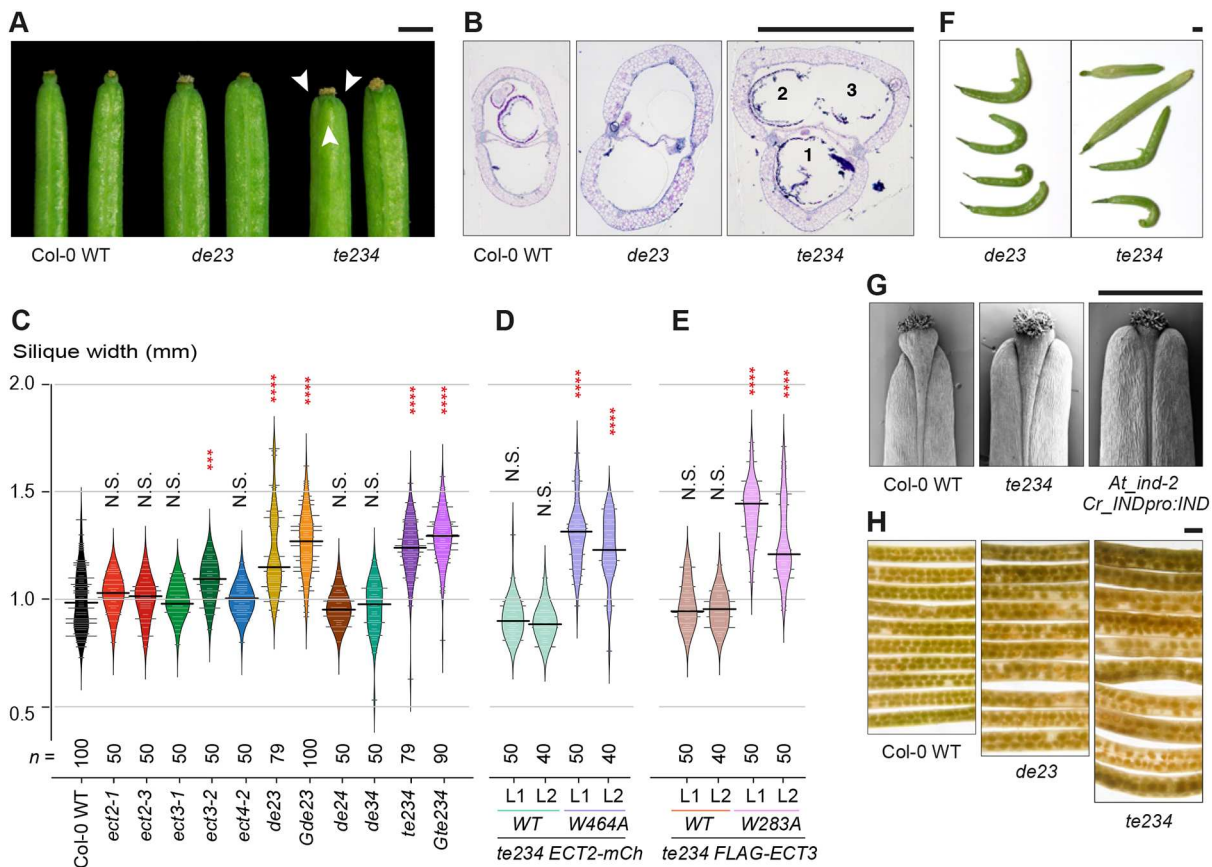 A
B
F
Col-0 WT de23 te234
2
3
1
Col-0 WT de23 te234
de23 te234
C
D
E
G
Silique width (mm)
2.0
1.5
1.0
0.5
N.S. N.S. N.S. *** N.S. **** **** N.S. N.S. **** ****
N.S. N.S. **** ****
N.S. N.S. **** ****
n = 100 50 50 50 50 50 79 100 50 50 79 90
50 40 50 40
50 40 50 50
Col-0 WT ect2-1 ect2-3 ect3-1 ect3-2 ect4-2 de23 Gde23 de24 de34 te234 Gte234
L1 L2 L1 L2
WT W464A
te234 ECT2-mCh
L1 L2 L1 L2
WT W283A
te234 FLAG-ECT3
Col-0 WT te234 At_ind-2
Cr_INDpro:IND
H
Col-0 WT
de23
te234